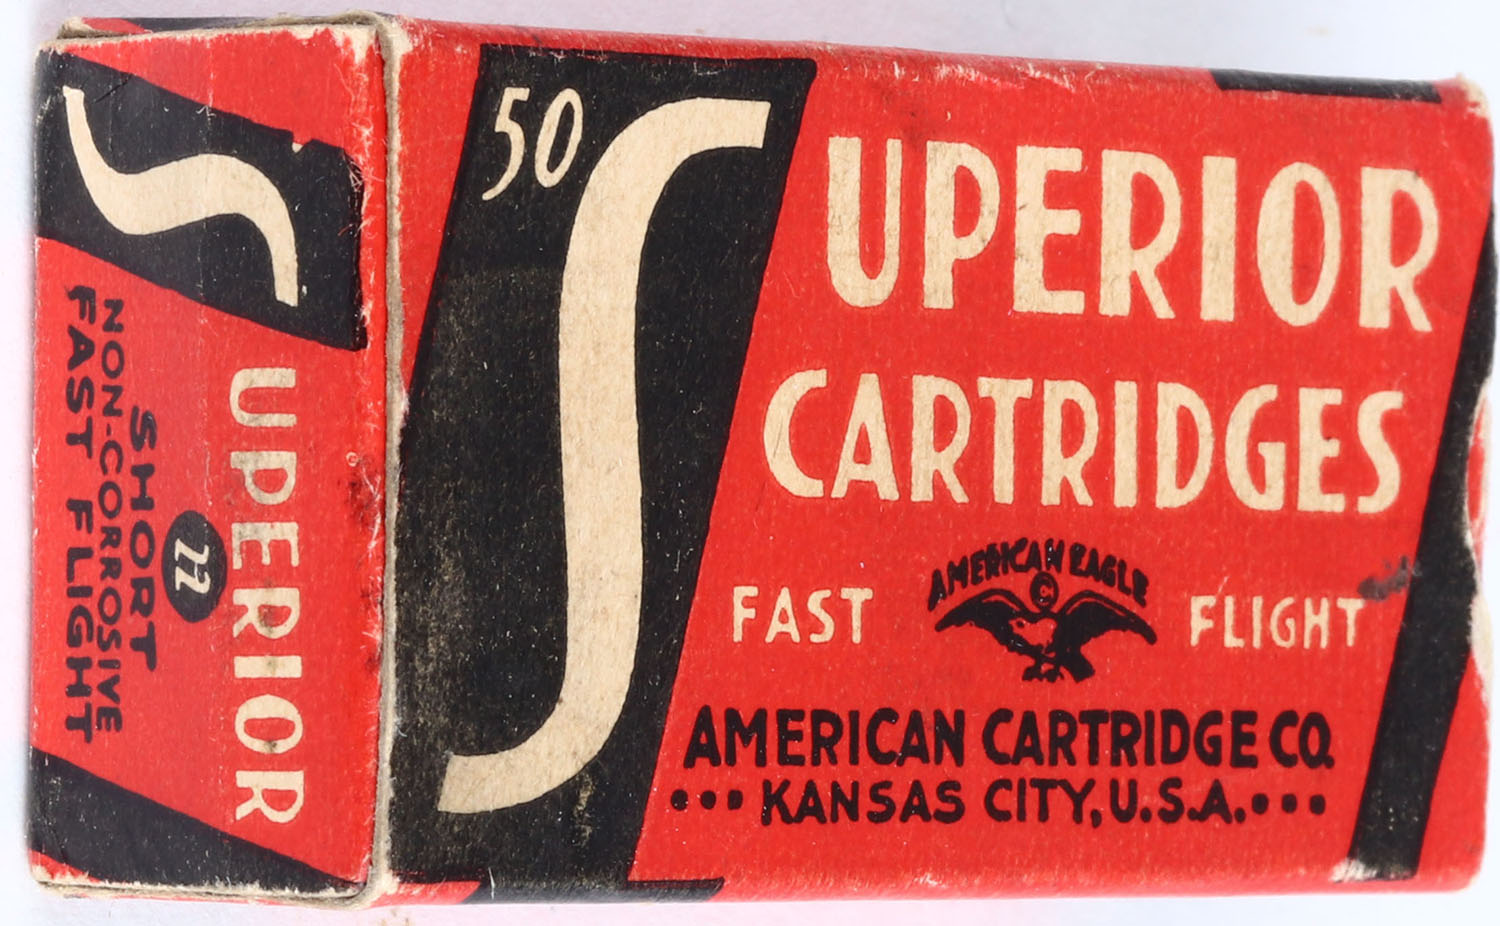 50
SUPERIOR
CARTRIDGES
AMERICAN EAGLE
©
FAST FLIGHT
AMERICAN CARTRIDGE CO.
•••KANSAS CITY, U.S.A.•••
SUPERIOR
22
SHORT
NON-CORROSIVE
FAST FLIGHT